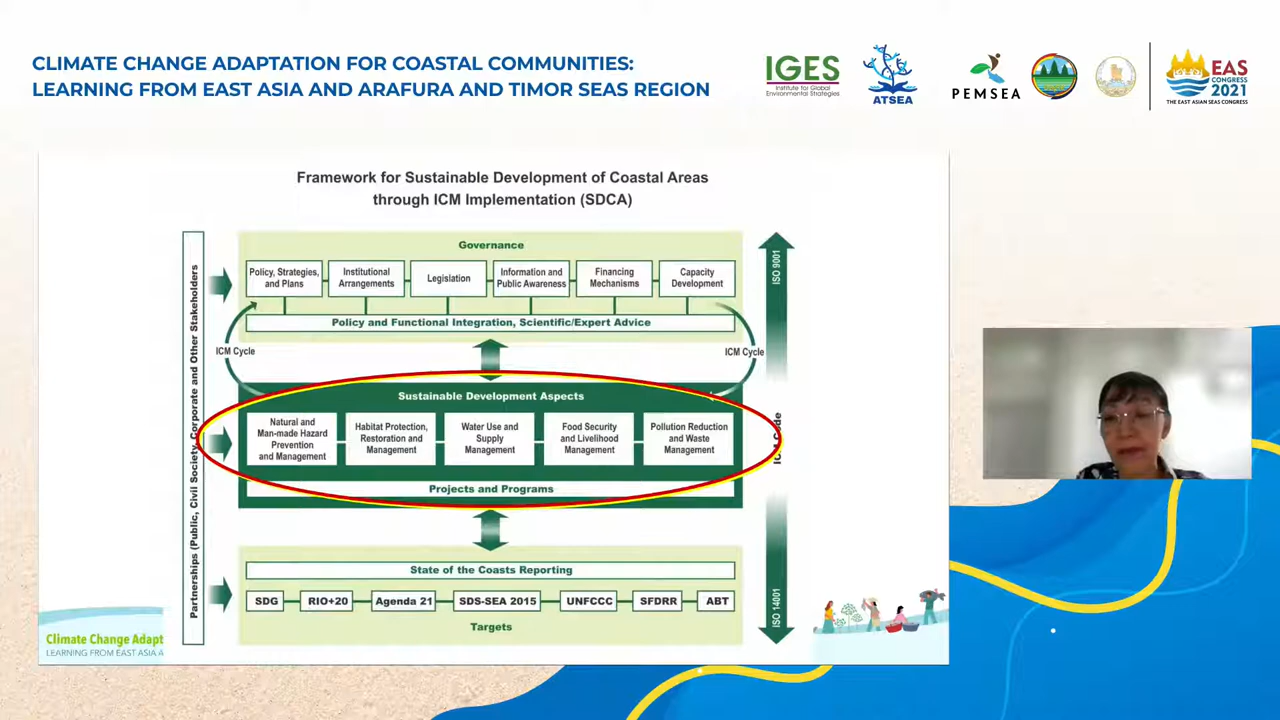 CLIMATE CHANGE ADAPTATION FOR COASTAL COMMUNITIES:
LEARNING FROM EAST ASIA AND ARAFURA AND TIMOR SEAS REGION
IGES
Institute for Global
Environmental Strategies
ATSEA
PEMSEA
EAS
CONGRESS
2021
THE EAST ASIAN SEAS CONGRESS
Framework for Sustainable Development of Coastal Areas
through ICM Implementation (SDCA)
Partnerships (Public, Civil Society, Corporate and Other Stakeholders
Governance
Policy, Strategies,
and Plans
Institutional
Arrangements
Legislation
Information and
Public Awareness
Financing
Mechanisms
Capacity
Development
Policy and Functional Integration, Scientific/Expert Advice
ICM Cycle
ICM Cycle
ISO 9001
Sustainable Development Aspects
Natural and
Man-made Hazard
Prevention
and Management
Habitat Protection,
Restoration and
Management
Water Use and
Supply
Management
Food Security
and Livelihood
Management
Pollution Reduction
and Waste
Management
Projects and Programs
ICM Code
State of the Coasts Reporting
SDG
RIO+20
Agenda 21
SDS-SEA 2015
UNFCCC
SFDRR
ABT
Targets
ISO 14001
Climate Change Adapt
LEARNING FROM EAST ASIA A